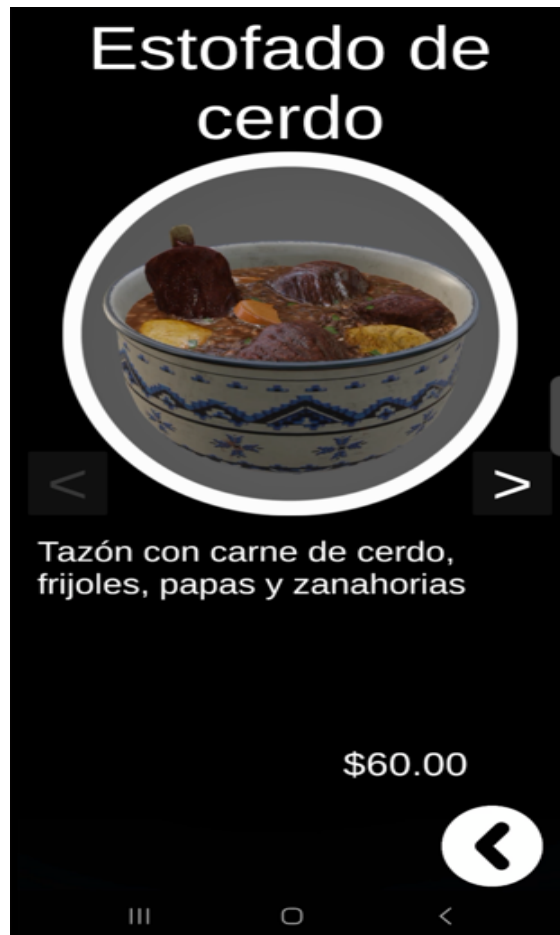 Estofado de
cerdo
<
>
Tazón con carne de cerdo,
frijoles, papas y zanahorias
$60.00